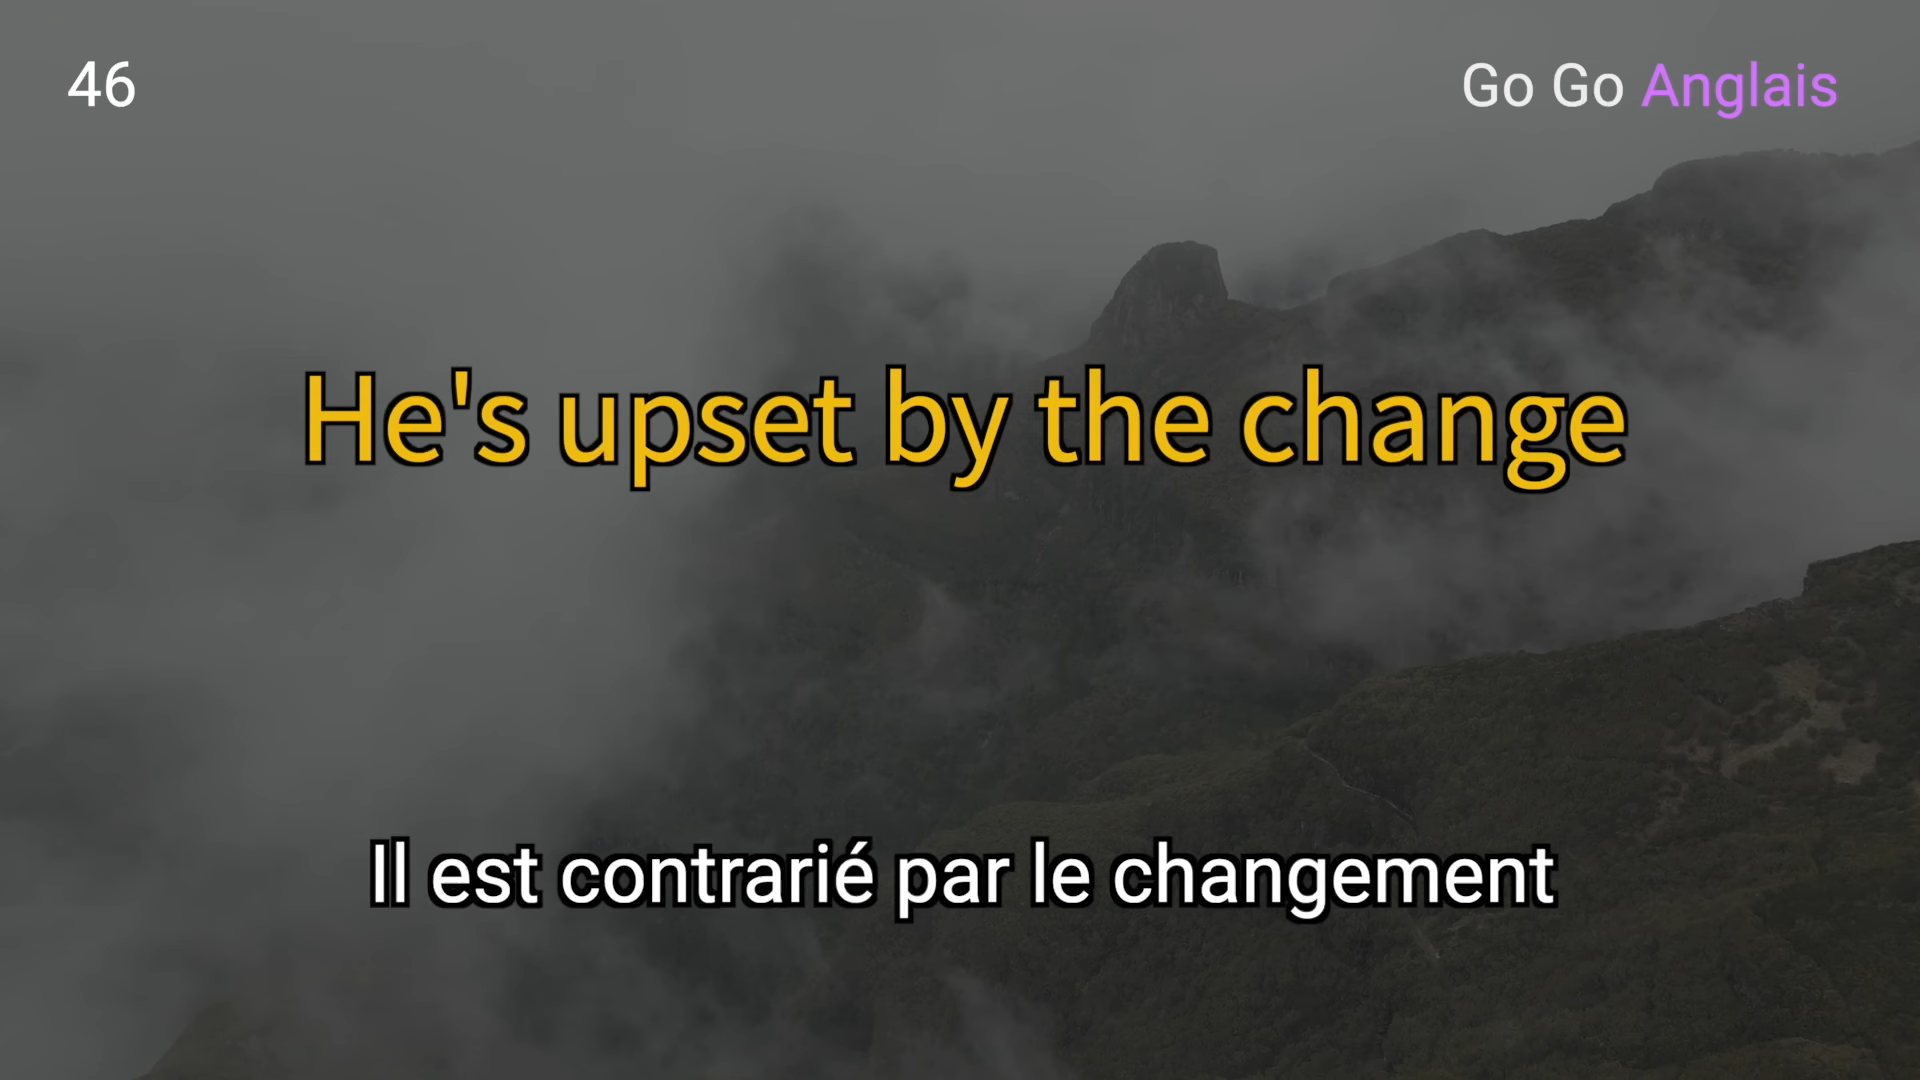 46
Go Go Anglais
He's upset by the change
Il est contrarié par le changement